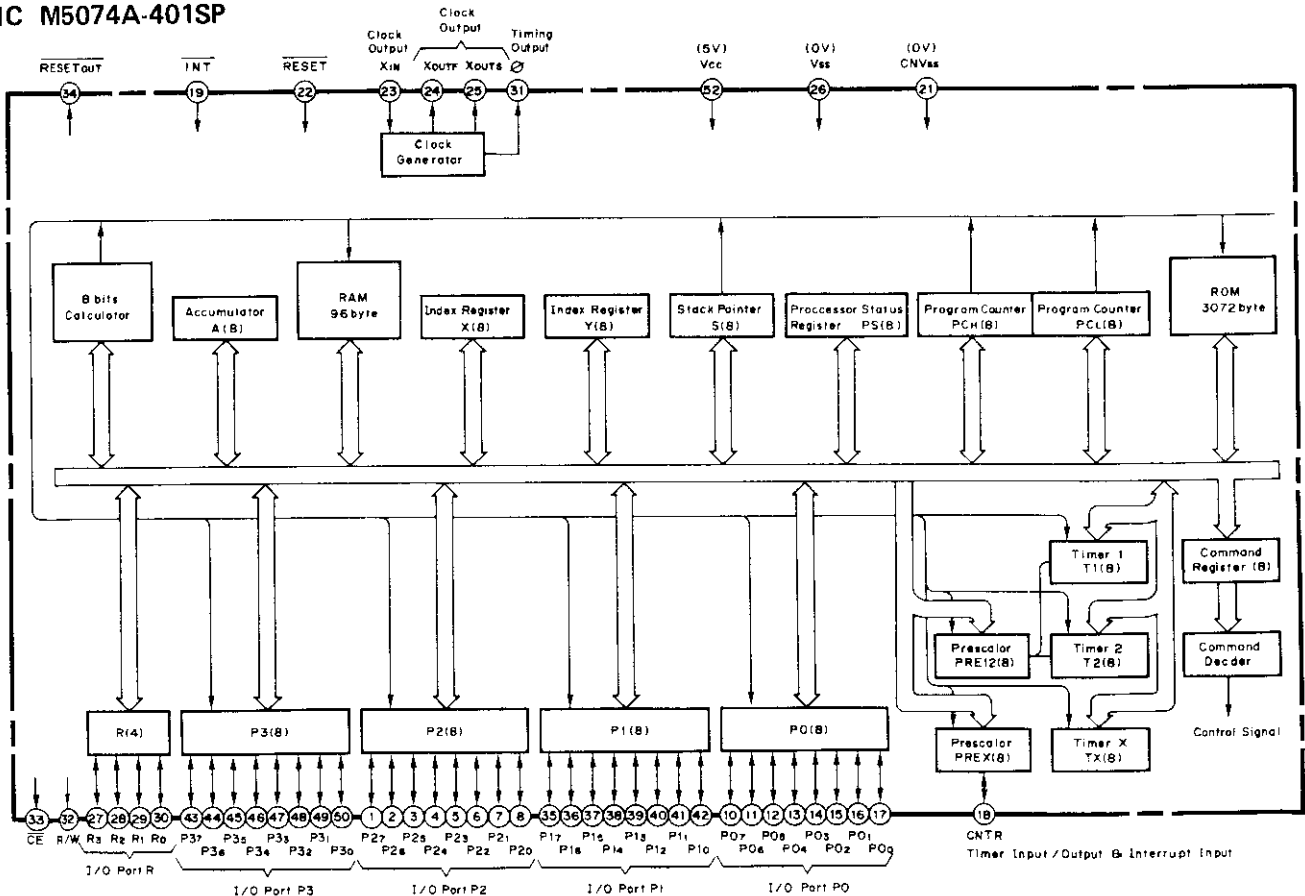 IC M5074A-401SP
Clock Output
Clock Output
Timing Output
(5V)
(0V)
(0V)
RESETOUT
INT
RESET
XIN
XOUTF
XOUTS
Ø
Vcc
Vss
CNVss
34
19
22
23
24
25
31
52
26
21
Clock Generator
8 bits Calculator
Accumulator A(8)
RAM 96byte
Index Register X(8)
Index Register Y(8)
Stack Pointer S(8)
Proccessor Status Register PS(8)
Program Counter PCH(8)
Program Counter PCL(8)
ROM 3072byte
Timer 1 T1(8)
Command Register (8)
Prescalor PRE12(8)
Timer 2 T2(8)
Command Decder
R(4)
P3(8)
P2(8)
P1(8)
P0(8)
Prescalor PREX(8)
Timer X TX(8)
Control Signal
33 32 27 28 29 30 43 44 45 46 47 48 49 50 1 2 3 4 5 6 7 8 35 36 37 38 39 40 41 42 10 11 12 13 14 15 16 17 18
CE R/W R3 R2 R1 R0 P37 P35 P33 P31 P27 P25 P23 P21 P17 P15 P13 P11 P07 P05 P03 P01 CNTR
P36 P34 P32 P30 P26 P24 P22 P20 P16 P14 P12 P10 P06 P04 P02 P00
Timer Input/Output & Interrupt Input
I/O Port R
I/O Port P3
I/O Port P2
I/O Port P1
I/O Port P0